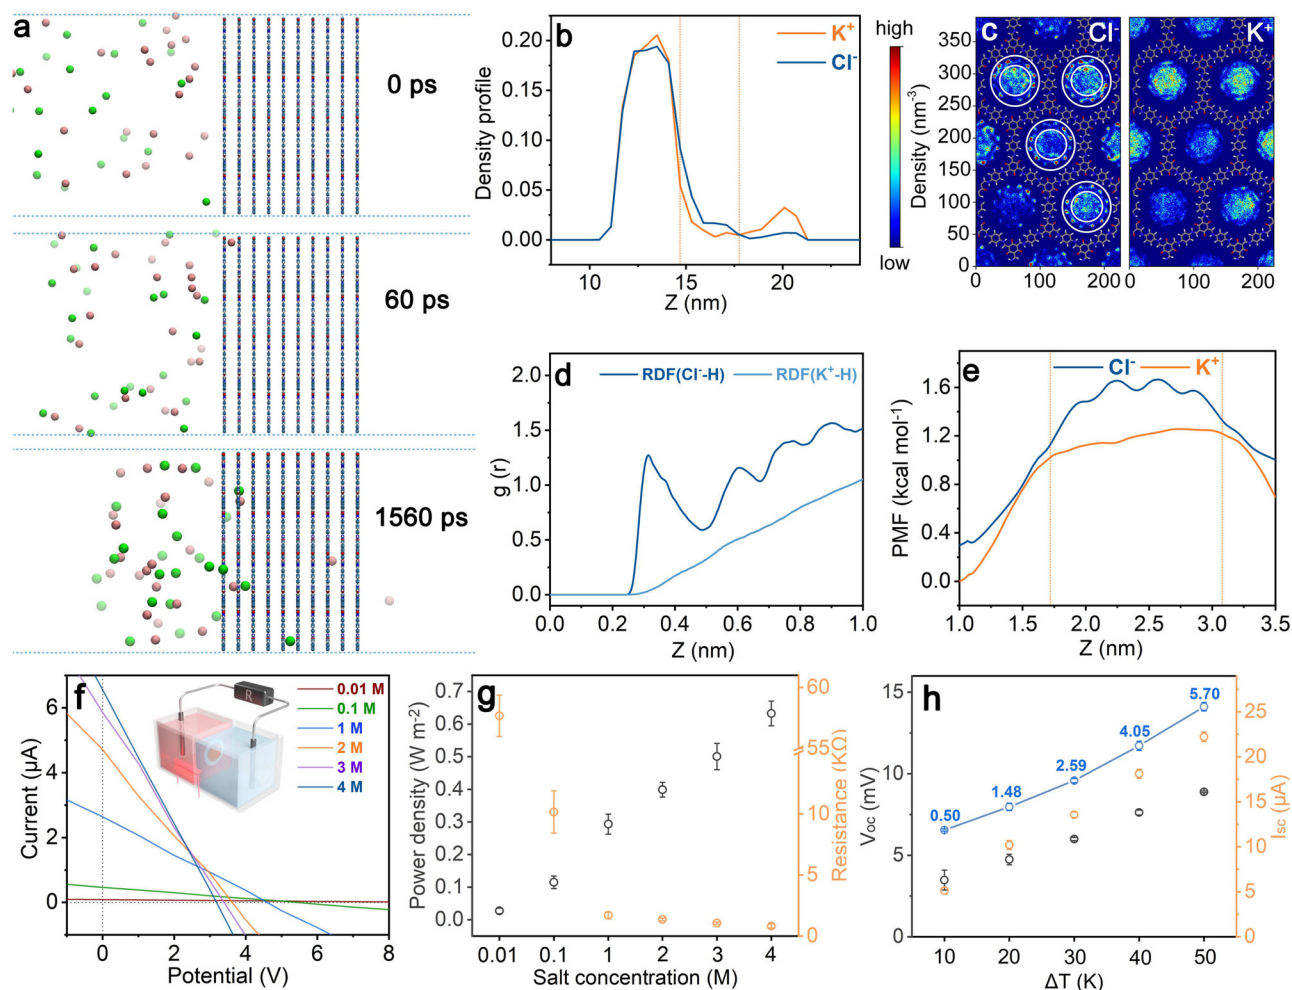 a
0 ps
60 ps
1560 ps
b
K⁺
Cl⁻
Density profile
0.20
0.15
0.10
0.05
0.00
10
15
20
Z (nm)
high
low
Density (nm⁻³)
c
Cl⁻
K⁺
350
300
250
200
150
100
50
0
0
100
200
0
100
200
d
RDF(Cl⁻-H)
RDF(K⁺-H)
g (r)
2.0
1.5
1.0
0.5
0.0
0.0
0.2
0.4
0.6
0.8
1.0
Z (nm)
e
Cl⁻
K⁺
PMF (kcal mol⁻¹)
1.6
1.2
0.8
0.4
0.0
1.0
1.5
2.0
2.5
3.0
3.5
Z (nm)
f
R
0.01 M
0.1 M
1 M
2 M
3 M
4 M
Current (μA)
6
4
2
0
0
2
4
6
8
Potential (V)
g
Power density (W m⁻²)
0.7
0.6
0.5
0.4
0.3
0.2
0.1
0.0
0.01
0.1
1
2
3
4
Salt concentration (M)
60
55
10
5
0
Resistance (KΩ)
h
Voc (mV)
15
10
5
0
0.50
1.48
2.59
4.05
5.70
10
20
30
40
50
ΔT (K)
25
20
15
10
5
0
Isc (μA)